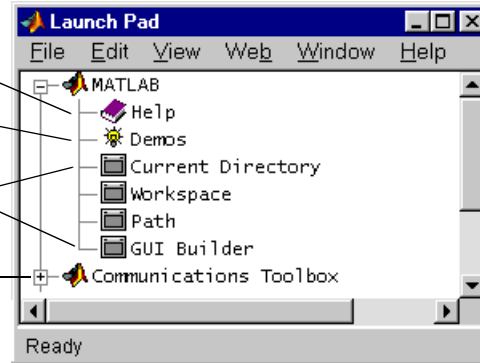 Launch Pad
File Edit View Web Window Help
MATLAB
Help
Demos
Current Directory
Workspace
Path
GUI Builder
Communications Toolbox
Ready